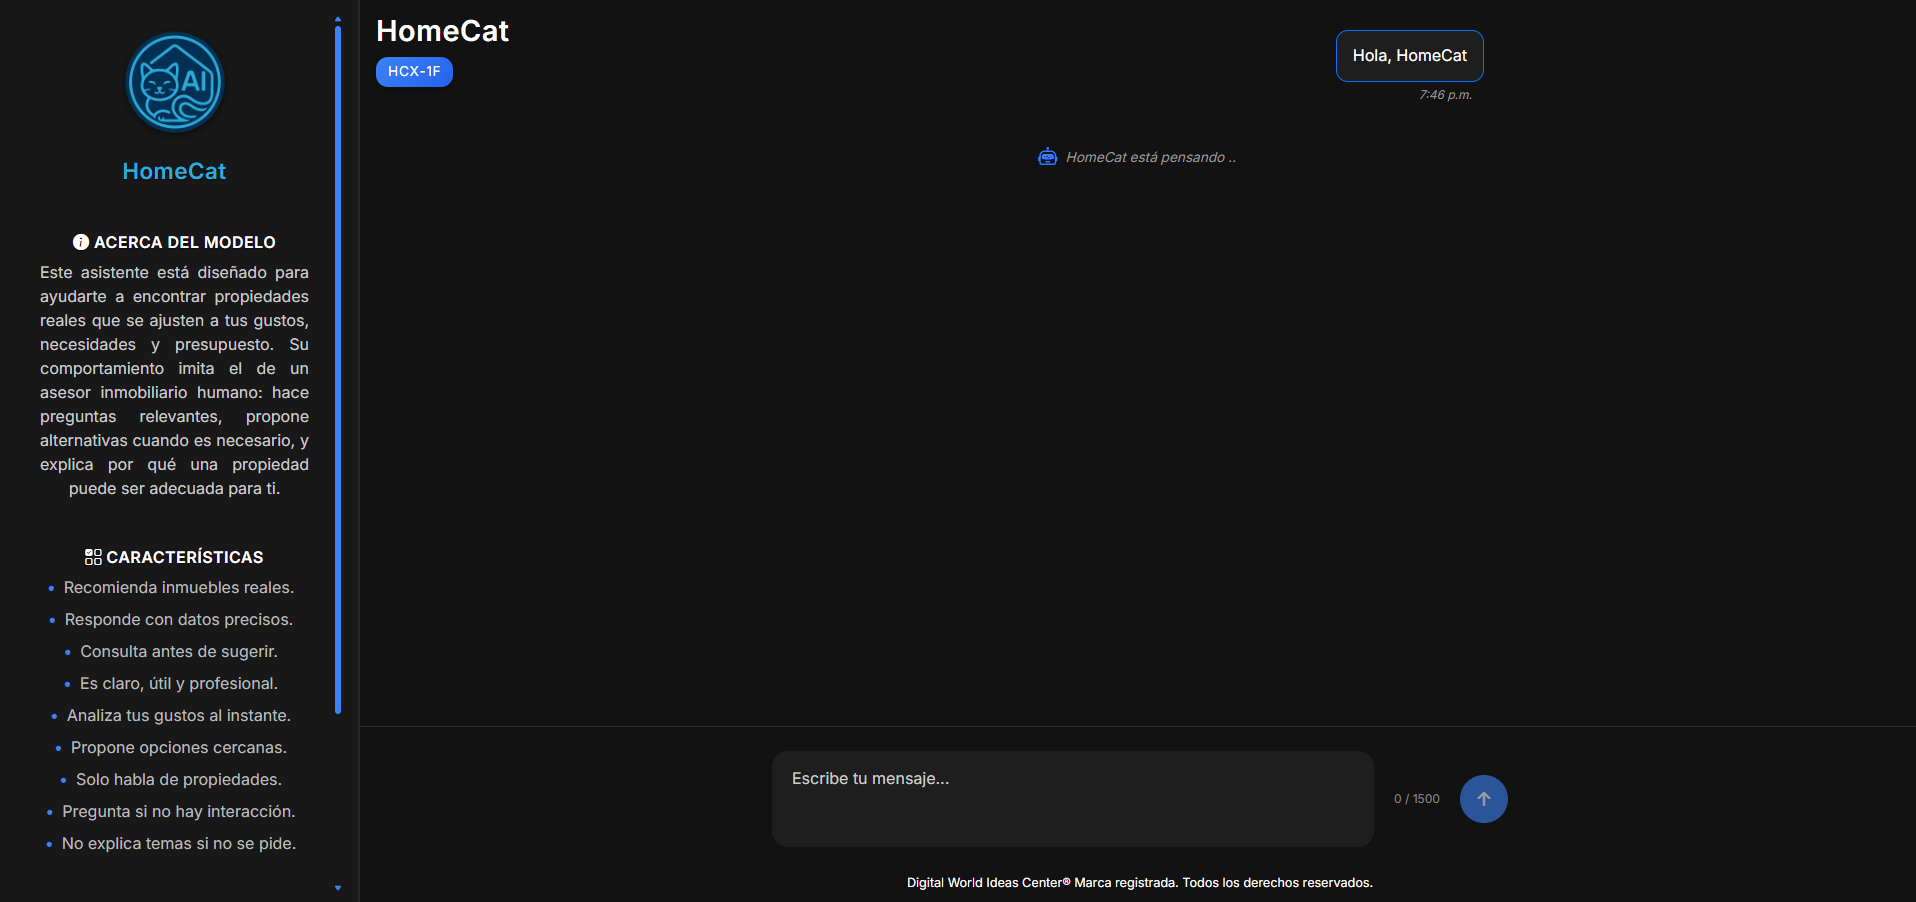 AI
HomeCat
ACERCA DEL MODELO
Este asistente está diseñado para
ayudarte a encontrar propiedades
reales que se ajusten a tus gustos,
necesidades y presupuesto. Su
comportamiento imita el de un
asesor inmobiliario humano: hace
preguntas relevantes, propone
alternativas cuando es necesario, y
explica por qué una propiedad
puede ser adecuada para ti.
CARACTERÍSTICAS
• Recomienda inmuebles reales.
• Responde con datos precisos.
• Consulta antes de sugerir.
• Es claro, útil y profesional.
• Analiza tus gustos al instante.
• Propone opciones cercanas.
• Solo habla de propiedades.
• Pregunta si no hay interacción.
• No explica temas si no se pide.
HomeCat
HCX-1F
Hola, HomeCat
7:46 p.m.
HomeCat está pensando ..
Escribe tu mensaje...
0 / 1500
Digital World Ideas Center® Marca registrada. Todos los derechos reservados.